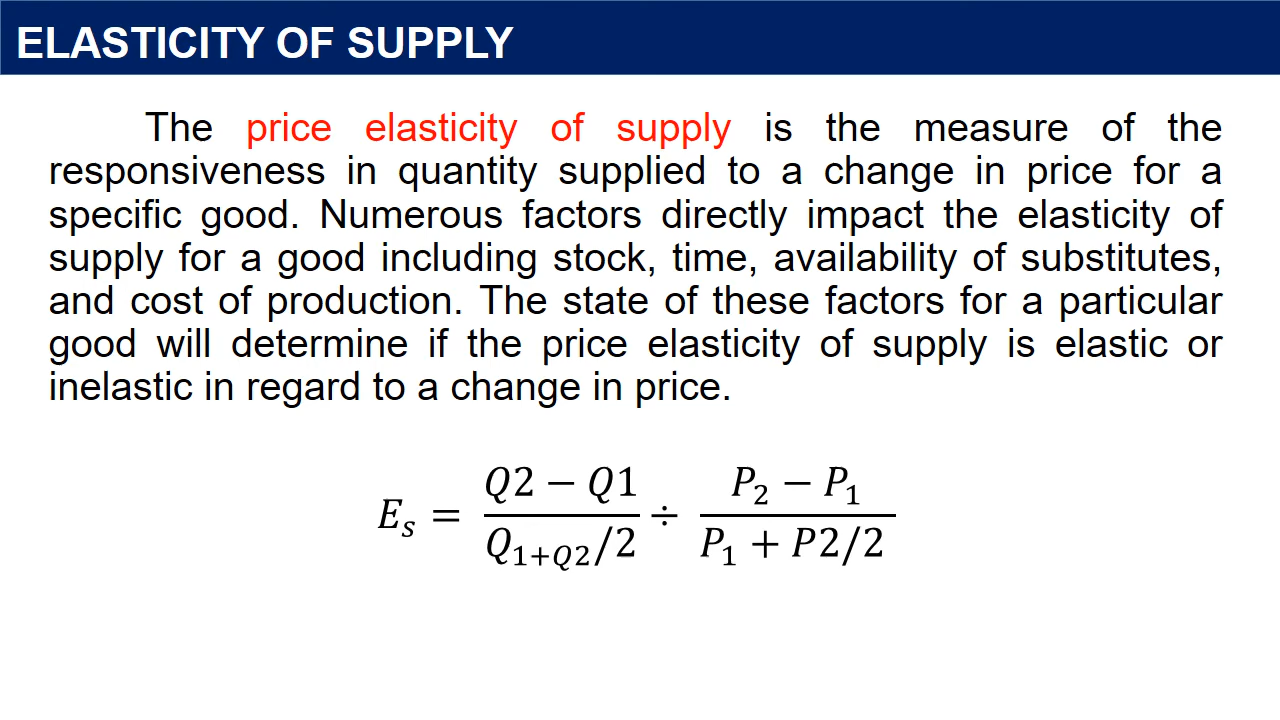 ELASTICITY OF SUPPLY
The price elasticity of supply is the measure of the
responsiveness in quantity supplied to a change in price for a
specific good. Numerous factors directly impact the elasticity of
supply for a good including stock, time, availability of substitutes,
and cost of production. The state of these factors for a particular
good will determine if the price elasticity of supply is elastic or
inelastic in regard to a change in price.
E_s = (Q2 − Q1)/(Q_{1+Q2}/2) ÷ (P_2 − P_1)/(P_1 + P2/2)